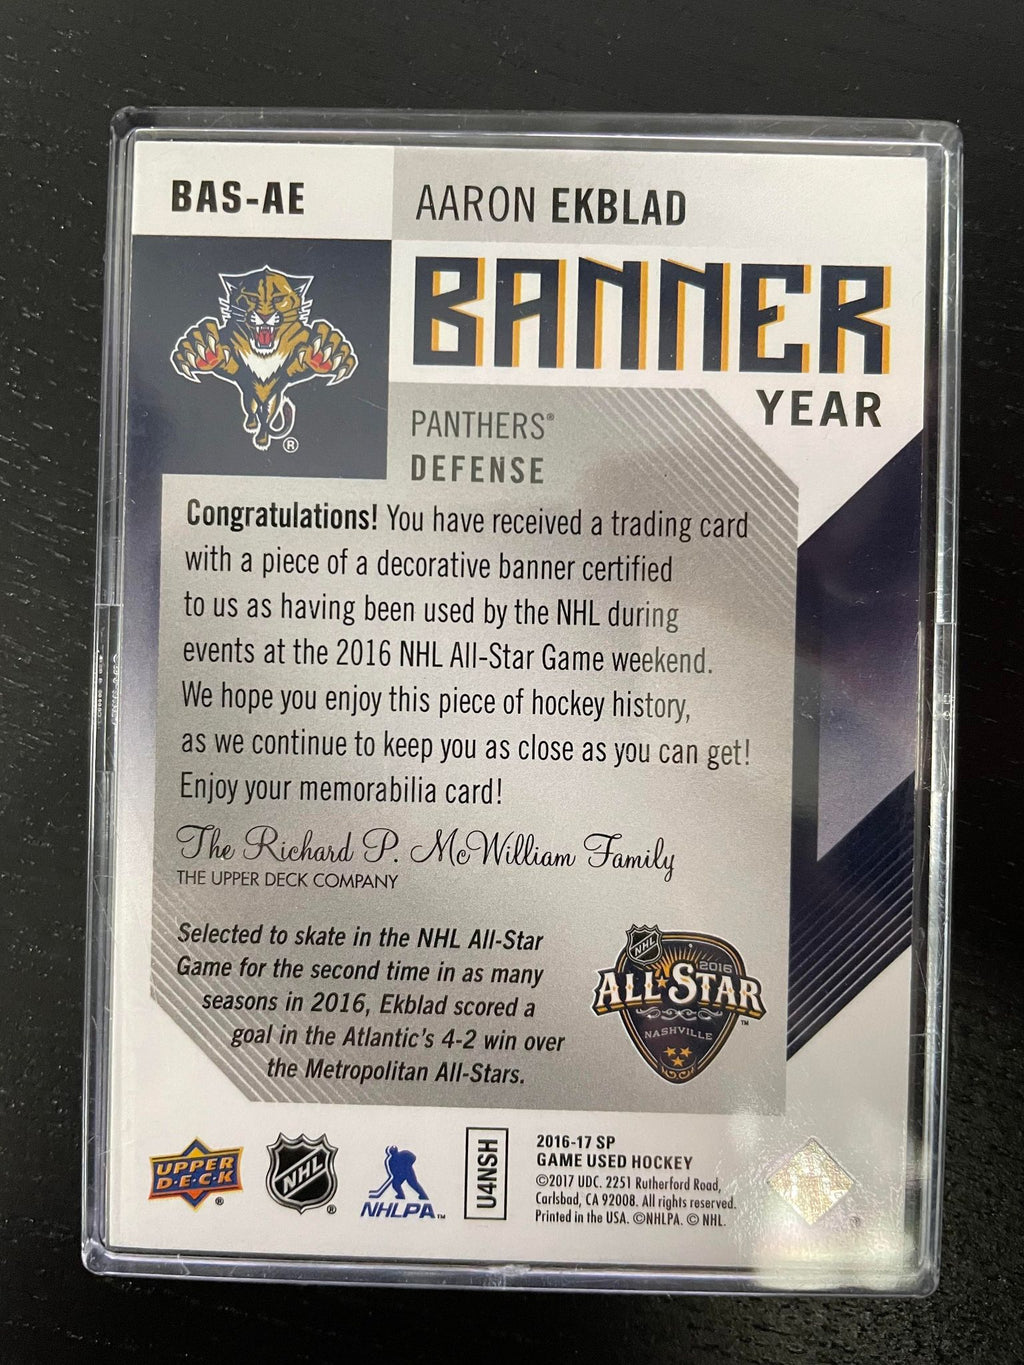 BAS-AE
AARON EKBLAD
BANNER
YEAR
PANTHERS®
DEFENSE
®
Congratulations! You have received a trading card
with a piece of a decorative banner certified
to us as having been used by the NHL during
events at the 2016 NHL All-Star Game weekend.
We hope you enjoy this piece of hockey history,
as we continue to keep you as close as you can get!
Enjoy your memorabilia card!
The Richard P. McWilliam Family
THE UPPER DECK COMPANY
Selected to skate in the NHL All-Star
Game for the second time in as many
seasons in 2016, Ekblad scored a
goal in the Atlantic's 4-2 win over
the Metropolitan All-Stars.
NHL
2016
ALL★STAR™
NASHVILLE
UPPER
D·E·C·K®
NHL®
NHLPA™
U4NSH
2016-17 SP
GAME USED HOCKEY
©2017 UDC. 2251 Rutherford Road,
Carlsbad, CA 92008. All rights reserved.
Printed in the USA. ©NHLPA. © NHL.